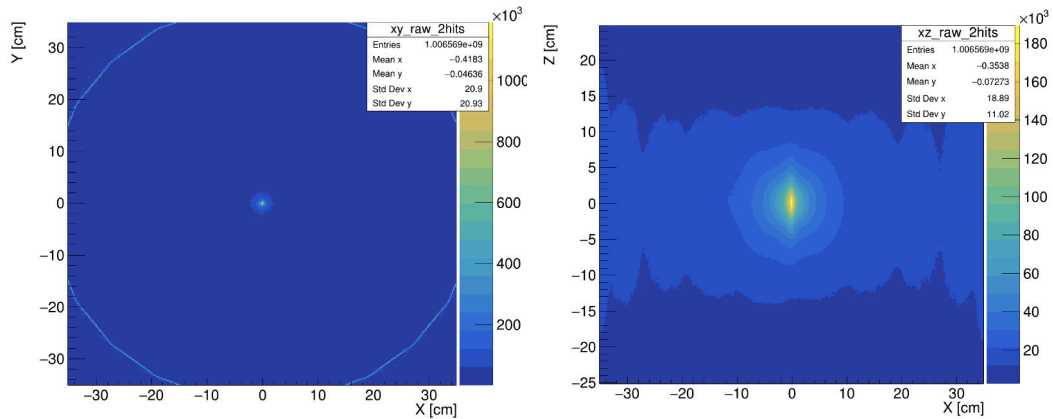 Y [cm]
30
20
10
0
−10
−20
−30
−30 −20 −10 0 10 20 30
X [cm]
xy_raw_2hits
Entries 1.006569e+09
Mean x −0.4183
Mean y −0.04636
Std Dev x 20.9
Std Dev y 20.93
×10³
1000
800
600
400
200
Z [cm]
20
15
10
5
0
−5
−10
−15
−20
−25
−30 −20 −10 0 10 20 30
X [cm]
xz_raw_2hits
Entries 1.006569e+09
Mean x −0.3538
Mean y −0.07273
Std Dev x 18.89
Std Dev y 11.02
×10³
180
160
140
120
100
80
60
40
20